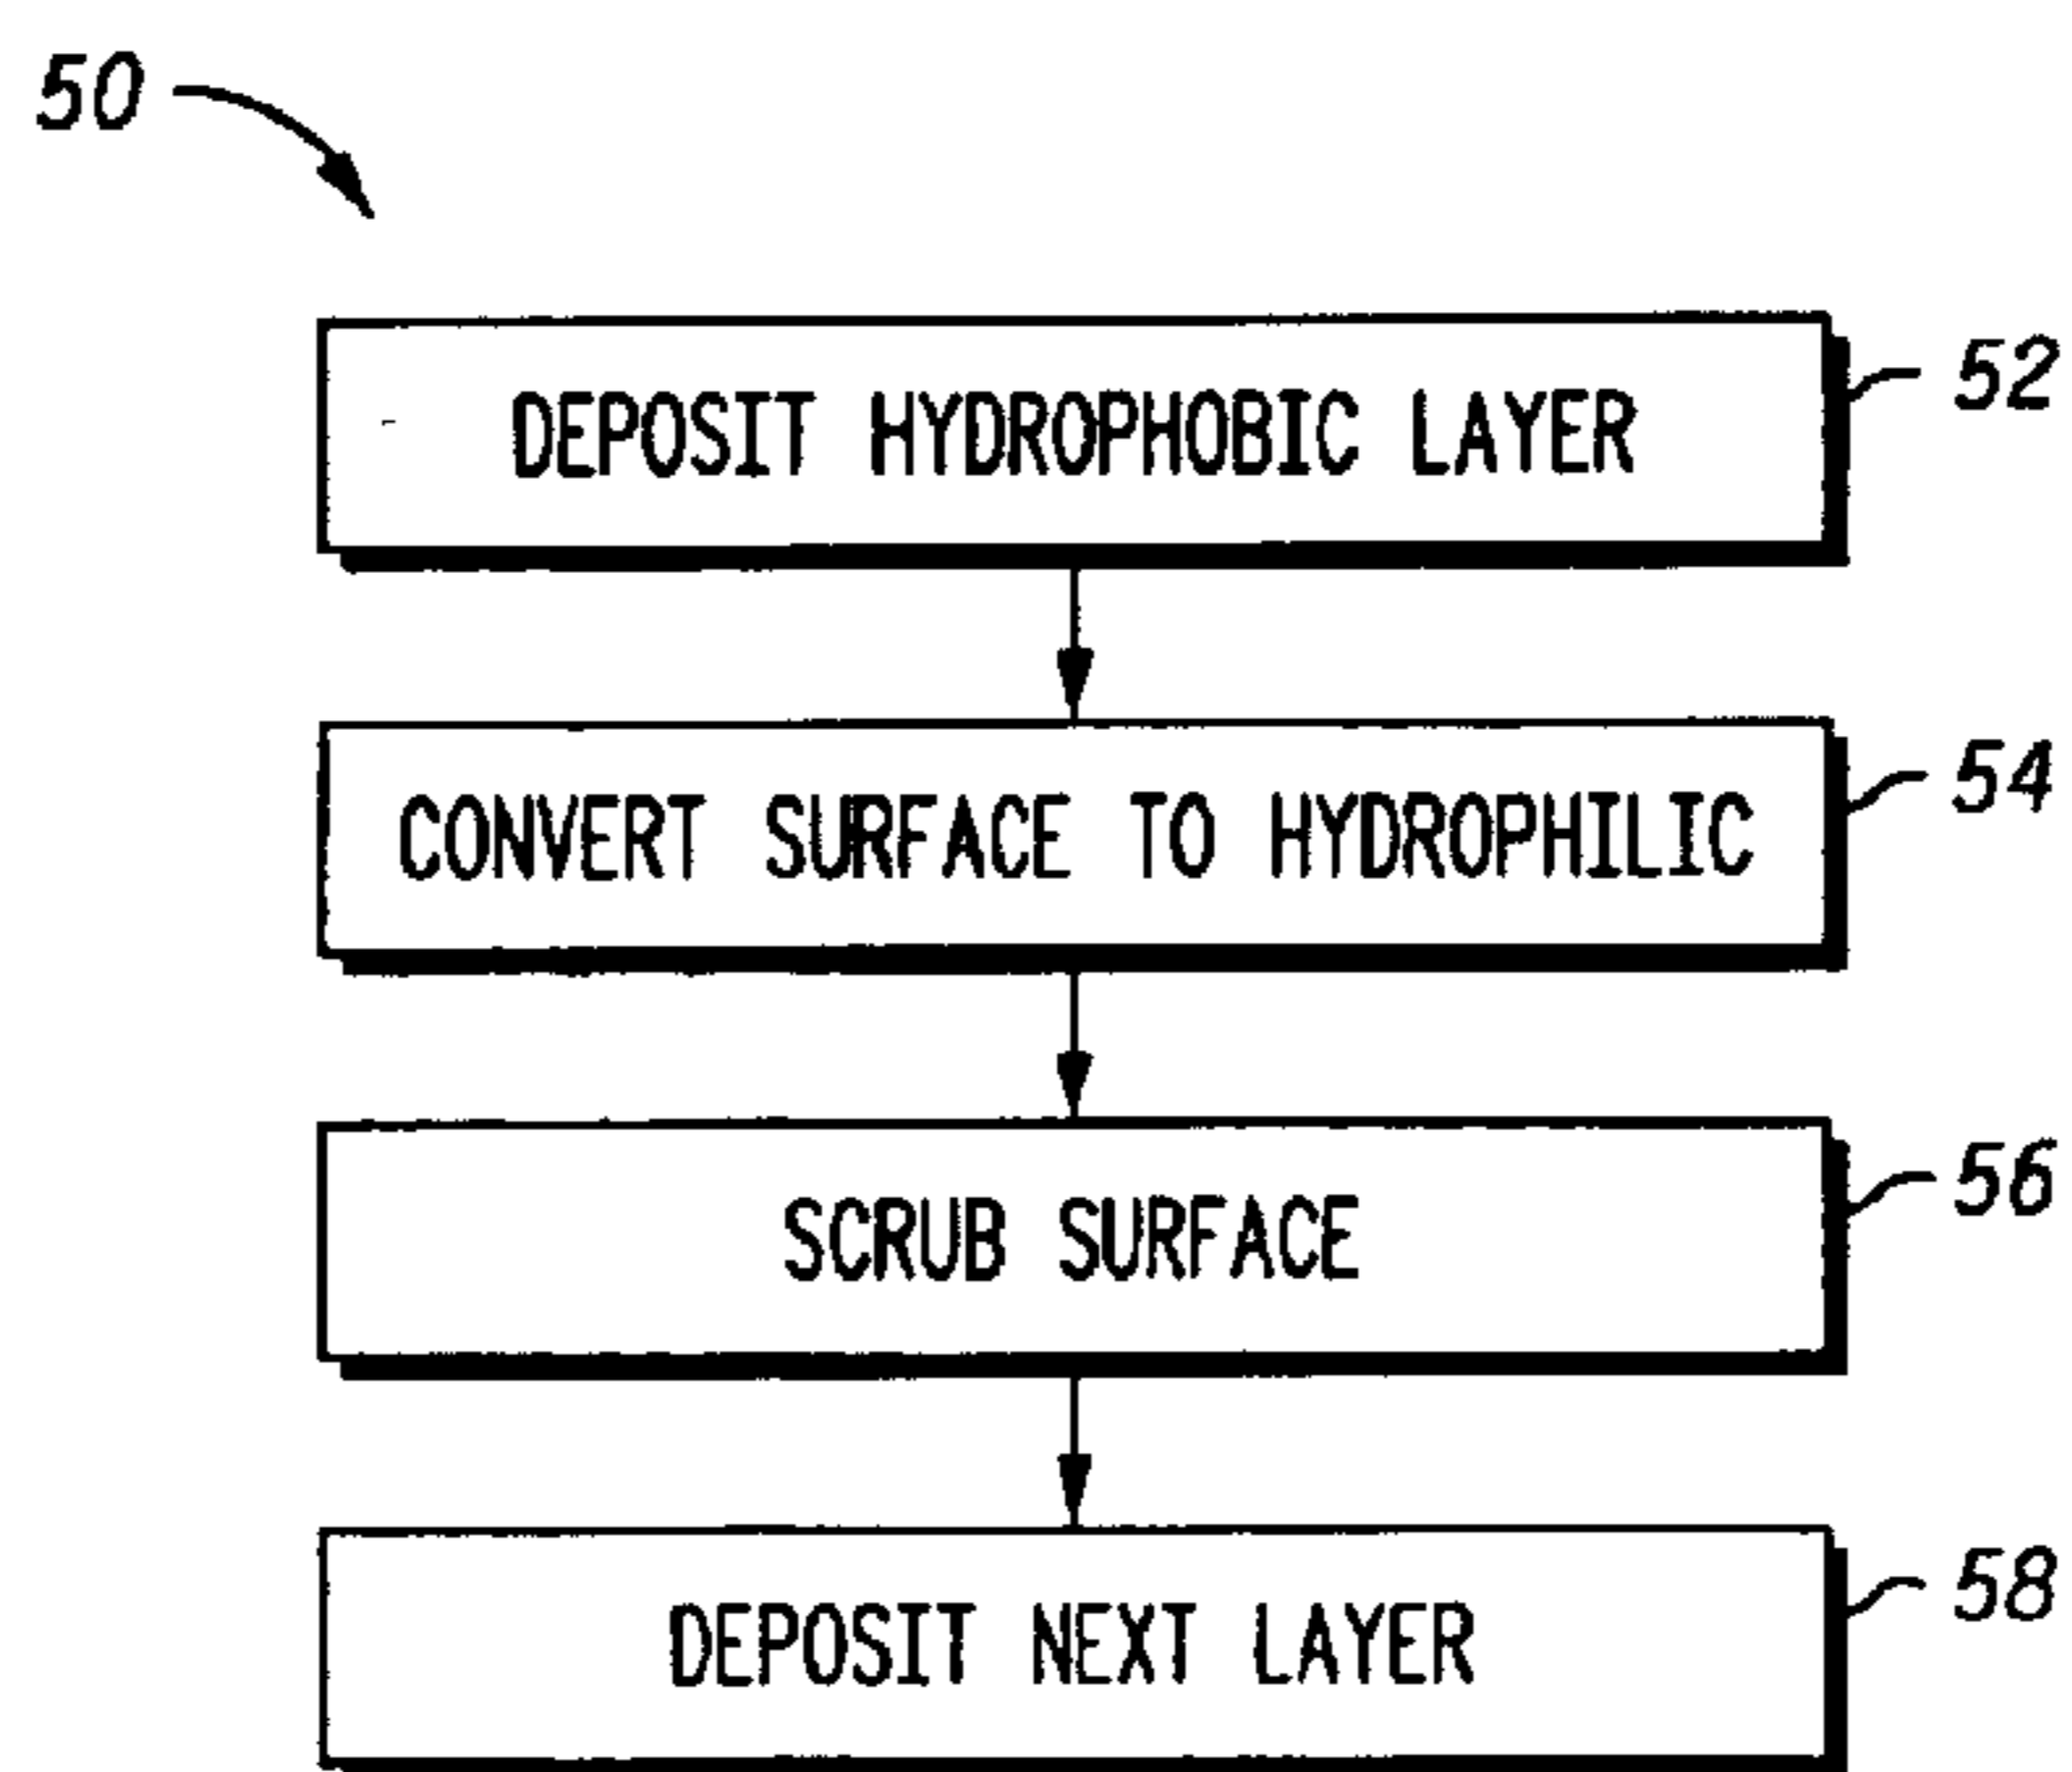 50
DEPOSIT HYDROPHOBIC LAYER
52
CONVERT SURFACE TO HYDROPHILIC
54
SCRUB SURFACE
56
DEPOSIT NEXT LAYER
58